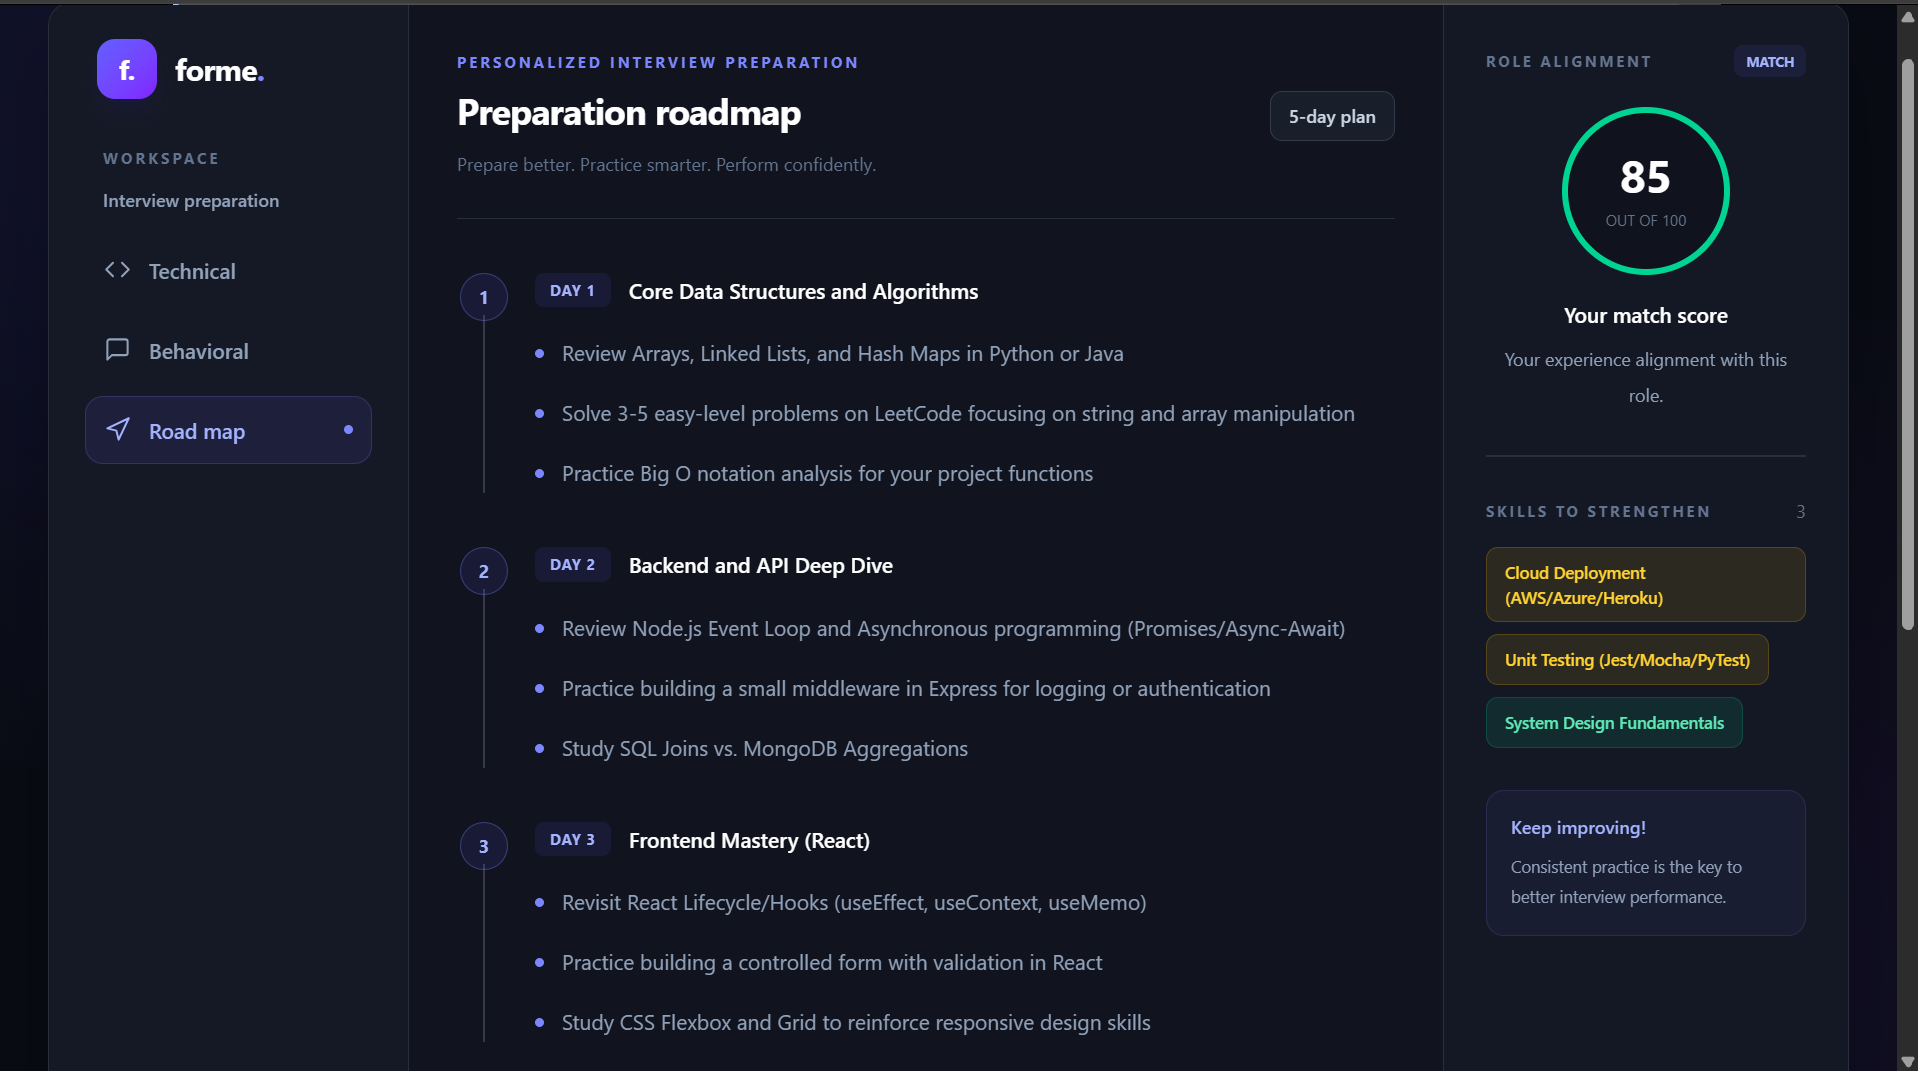 f.
forme.
WORKSPACE
Interview preparation
Technical
Behavioral
Road map
PERSONALIZED INTERVIEW PREPARATION
Preparation roadmap
5-day plan
Prepare better. Practice smarter. Perform confidently.
1
DAY 1
Core Data Structures and Algorithms
Review Arrays, Linked Lists, and Hash Maps in Python or Java
Solve 3-5 easy-level problems on LeetCode focusing on string and array manipulation
Practice Big O notation analysis for your project functions
2
DAY 2
Backend and API Deep Dive
Review Node.js Event Loop and Asynchronous programming (Promises/Async-Await)
Practice building a small middleware in Express for logging or authentication
Study SQL Joins vs. MongoDB Aggregations
3
DAY 3
Frontend Mastery (React)
Revisit React Lifecycle/Hooks (useEffect, useContext, useMemo)
Practice building a controlled form with validation in React
Study CSS Flexbox and Grid to reinforce responsive design skills
ROLE ALIGNMENT
MATCH
85
OUT OF 100
Your match score
Your experience alignment with this
role.
SKILLS TO STRENGTHEN
3
Cloud Deployment
(AWS/Azure/Heroku)
Unit Testing (Jest/Mocha/PyTest)
System Design Fundamentals
Keep improving!
Consistent practice is the key to
better interview performance.